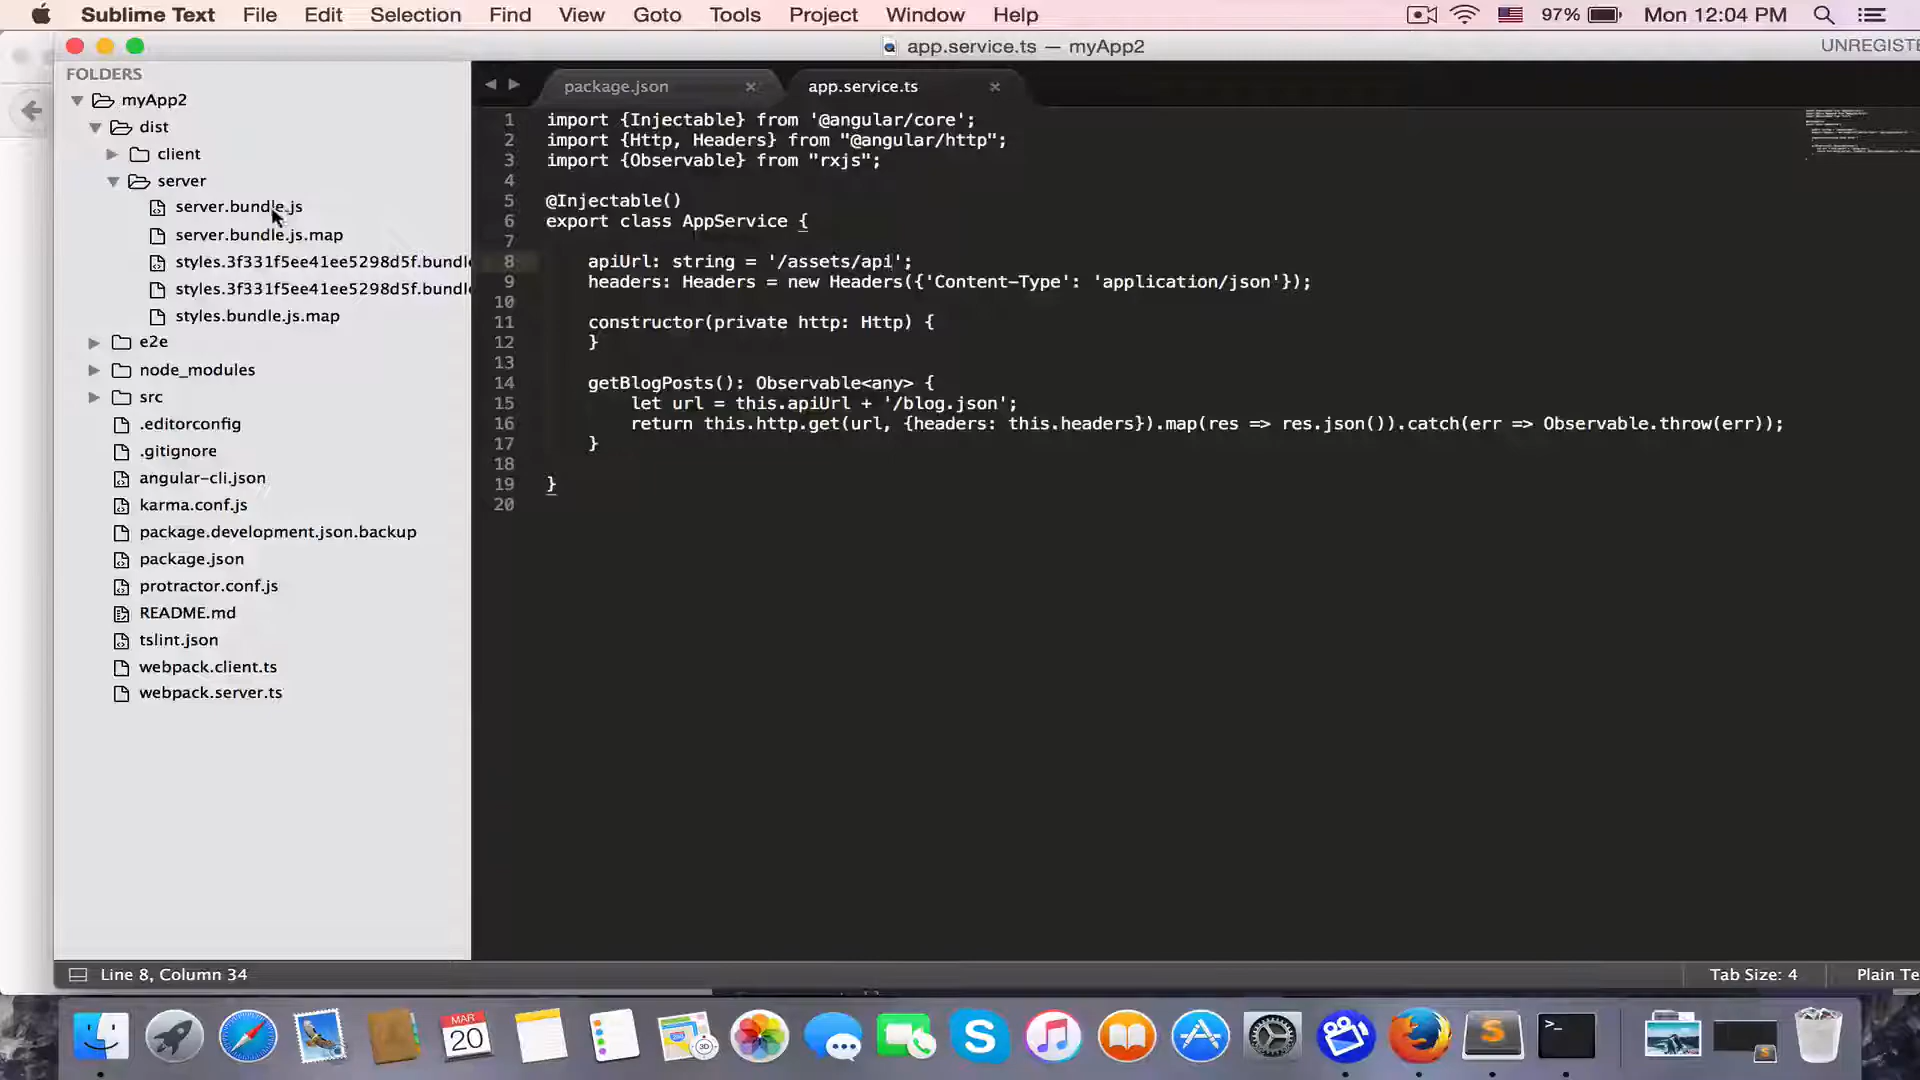 Sublime Text File Edit Selection Find View Goto Tools Project Window Help 97% Mon 12:04 PM
app.service.ts — myApp2 UNREGISTE
FOLDERS
myApp2
dist
client
server
server.bundle.js
server.bundle.js.map
styles.3f331f5ee41ee5298d5f.bundle
styles.3f331f5ee41ee5298d5f.bundle
styles.bundle.js.map
e2e
node_modules
src
.editorconfig
.gitignore
angular-cli.json
karma.conf.js
package.development.json.backup
package.json
protractor.conf.js
README.md
tslint.json
webpack.client.ts
webpack.server.ts
package.json × app.service.ts ×
1 import {Injectable} from '@angular/core';
2 import {Http, Headers} from "@angular/http";
3 import {Observable} from "rxjs";
4
5 @Injectable()
6 export class AppService {
7
8 apiUrl: string = '/assets/api';
9 headers: Headers = new Headers({'Content-Type': 'application/json'});
10
11 constructor(private http: Http) {
12 }
13
14 getBlogPosts(): Observable<any> {
15 let url = this.apiUrl + '/blog.json';
16 return this.http.get(url, {headers: this.headers}).map(res => res.json()).catch(err => Observable.throw(err));
17 }
18
19 }
20
Line 8, Column 34 Tab Size: 4 Plain Te
MAR
20
3D
S
S
>_
S